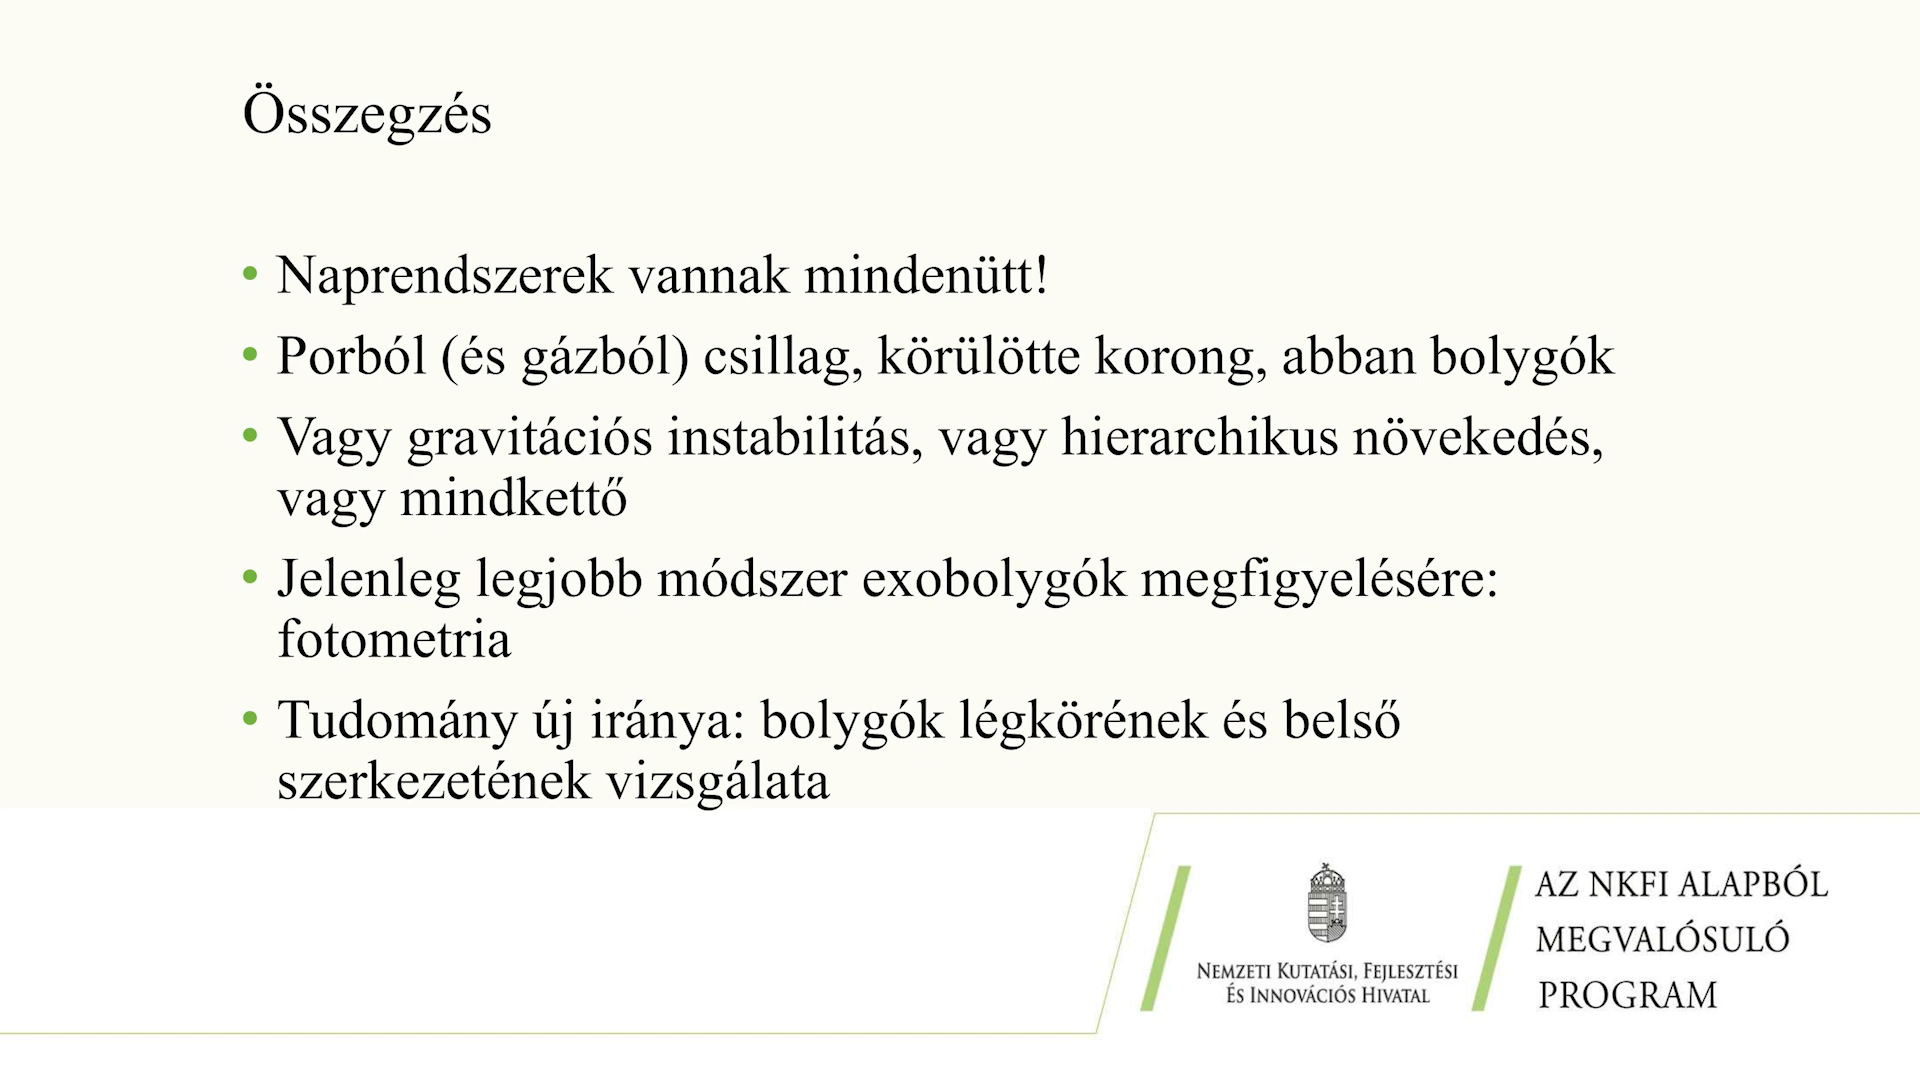 Összegzés
• Naprendszerek vannak mindenütt!
• Porból (és gázból) csillag, körülötte korong, abban bolygók
• Vagy gravitációs instabilitás, vagy hierarchikus növekedés,
vagy mindkettő
• Jelenleg legjobb módszer exobolygók megfigyelésére:
fotometria
• Tudomány új iránya: bolygók légkörének és belső
szerkezetének vizsgálata
NEMZETI KUTATÁSI, FEJLESZTÉSI
ÉS INNOVÁCIÓS HIVATAL
AZ NKFI ALAPBÓL
MEGVALÓSULÓ
PROGRAM